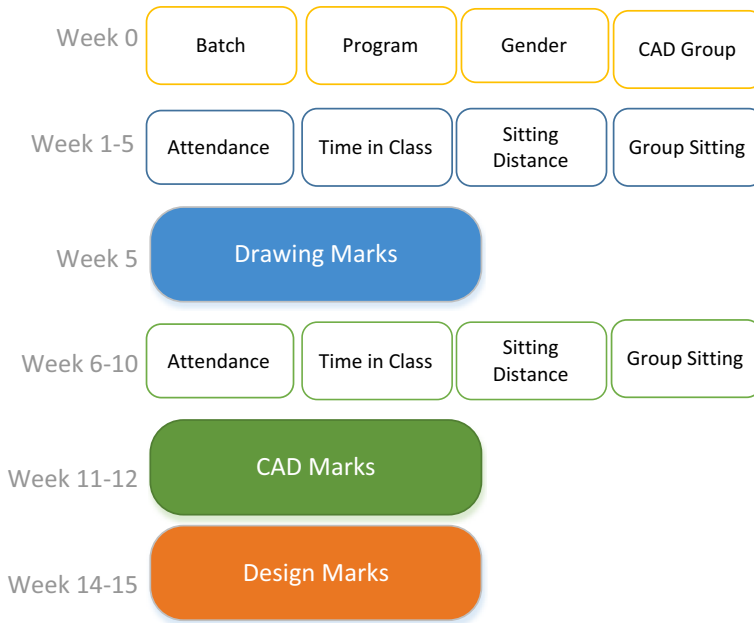 Week 0
Batch
Program
Gender
CAD Group
Week 1-5
Attendance
Time in Class
Sitting
Distance
Group Sitting
Week 5
Drawing Marks
Week 6-10
Attendance
Time in Class
Sitting
Distance
Group Sitting
Week 11-12
CAD Marks
Week 14-15
Design Marks